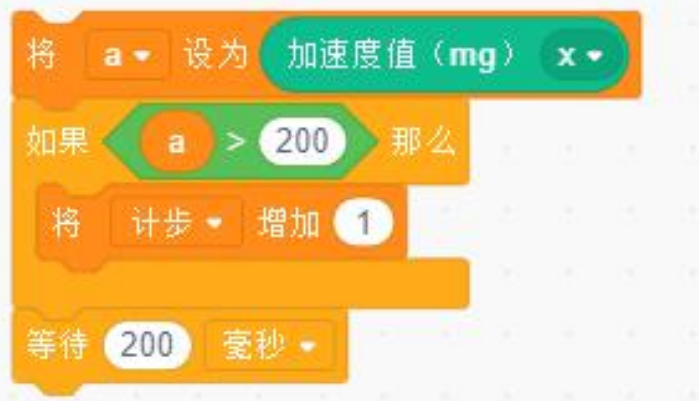 将 a 设为 加速度值（mg） x
如果 a > 200 那么
将 计步 增加 1
等待 200 毫秒